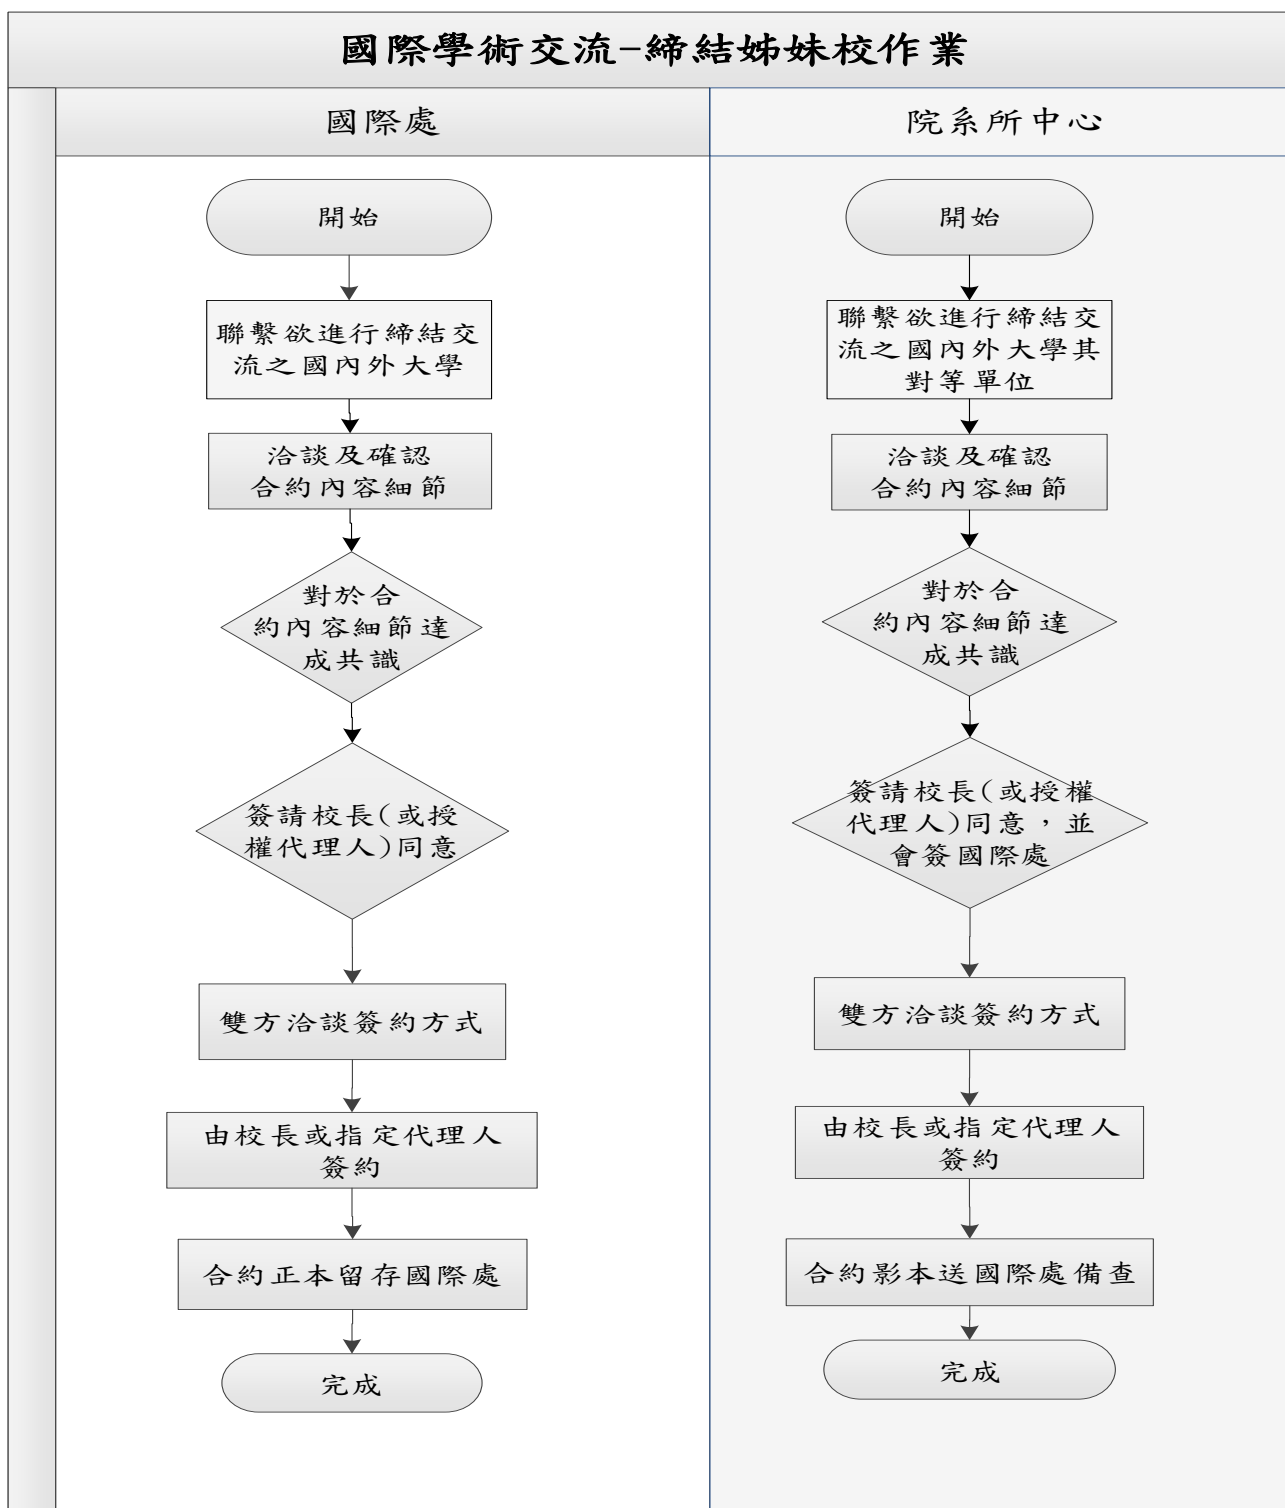 國際學術交流-締結姊妹校作業
國際處
院系所中心
開始
聯繫欲進行締結交
流之國內外大學
洽談及確認
合約內容細節
對於合
約內容細節達
成共識
簽請校長(或授
權代理人)同意
雙方洽談簽約方式
由校長或指定代理人
簽約
合約正本留存國際處
完成
開始
聯繫欲進行締結交
流之國內外大學其
對等單位
洽談及確認
合約內容細節
對於合
約內容細節達
成共識
簽請校長(或授權
代理人)同意，並
會簽國際處
雙方洽談簽約方式
由校長或指定代理人
簽約
合約影本送國際處備查
完成